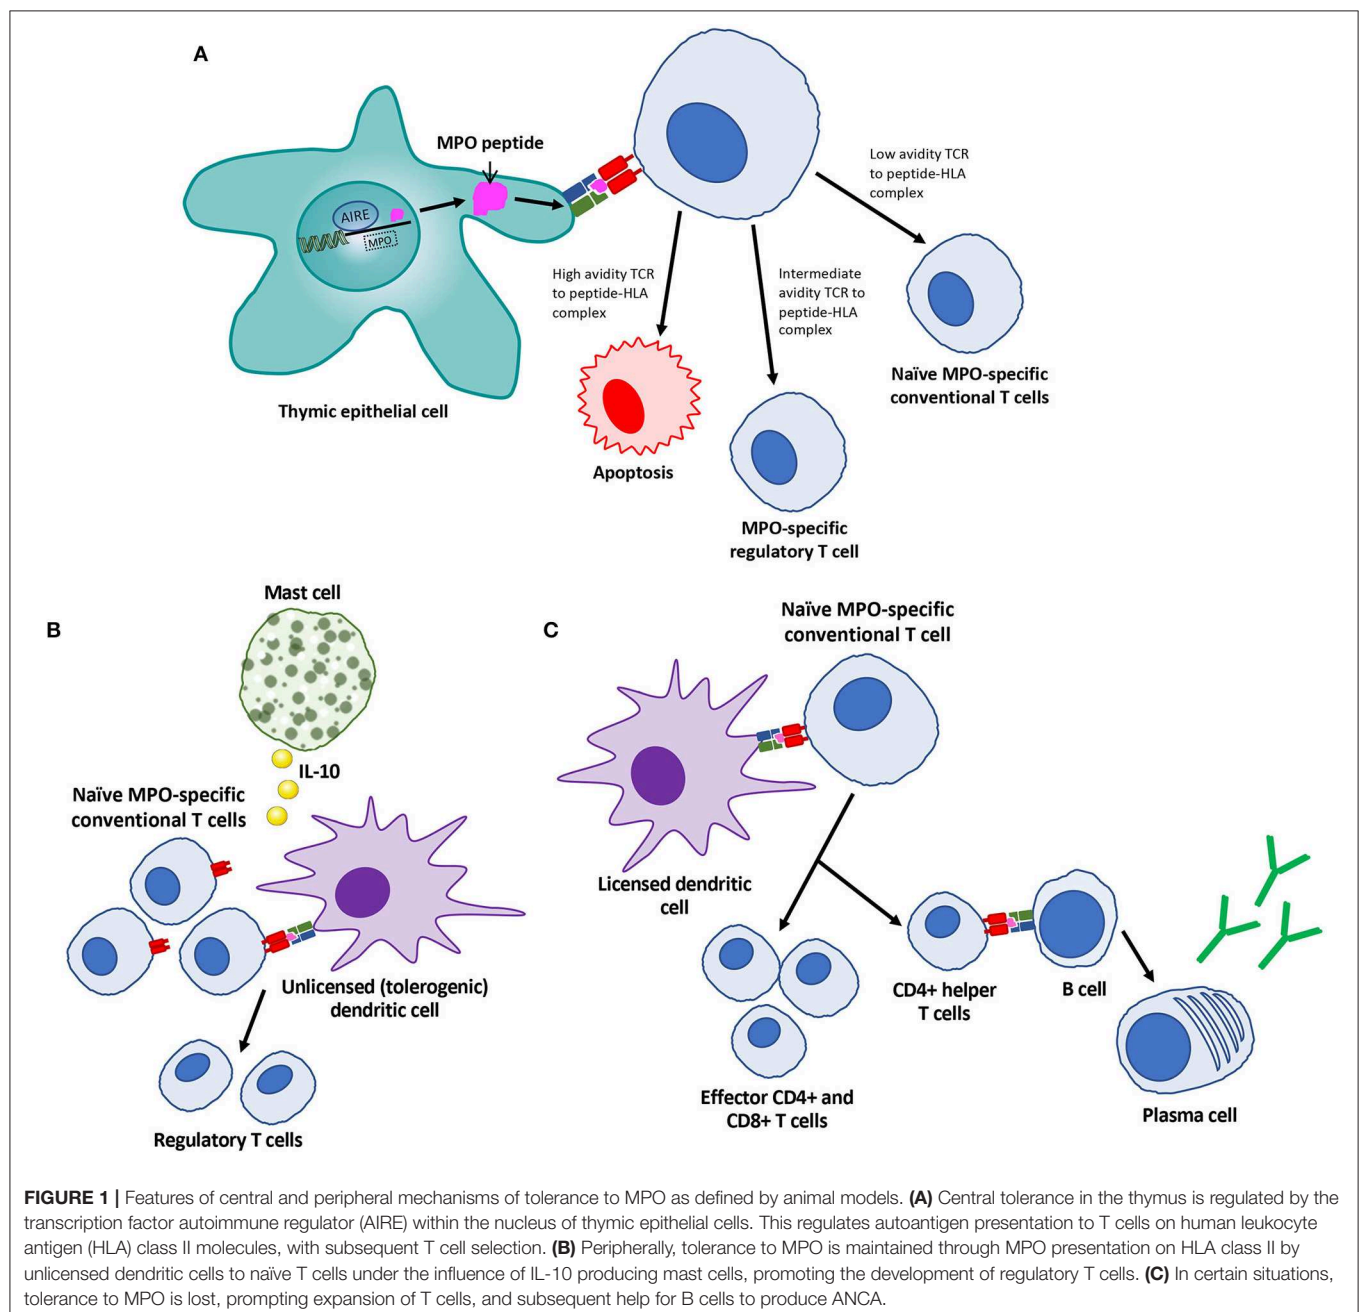 A
MPO peptide
AIRE
MPO
Low avidity TCR
to peptide-HLA
complex
High avidity TCR
to peptide-HLA
complex
Intermediate
avidity TCR to
peptide-HLA
complex
Naïve MPO-specific
conventional T cells
Thymic epithelial cell
Apoptosis
MPO-specific
regulatory T cell
B
Mast cell
IL-10
Naïve MPO-specific
conventional T cells
Unlicensed (tolerogenic)
dendritic cell
Regulatory T cells
C
Naïve MPO-specific
conventional T cell
Licensed dendritic
cell
CD4+ helper
T cells
B cell
Effector CD4+ and
CD8+ T cells
Plasma cell
FIGURE 1 | Features of central and peripheral mechanisms of tolerance to MPO as defined by animal models. (A) Central tolerance in the thymus is regulated by the
transcription factor autoimmune regulator (AIRE) within the nucleus of thymic epithelial cells. This regulates autoantigen presentation to T cells on human leukocyte
antigen (HLA) class II molecules, with subsequent T cell selection. (B) Peripherally, tolerance to MPO is maintained through MPO presentation on HLA class II by
unlicensed dendritic cells to naïve T cells under the influence of IL-10 producing mast cells, promoting the development of regulatory T cells. (C) In certain situations,
tolerance to MPO is lost, prompting expansion of T cells, and subsequent help for B cells to produce ANCA.